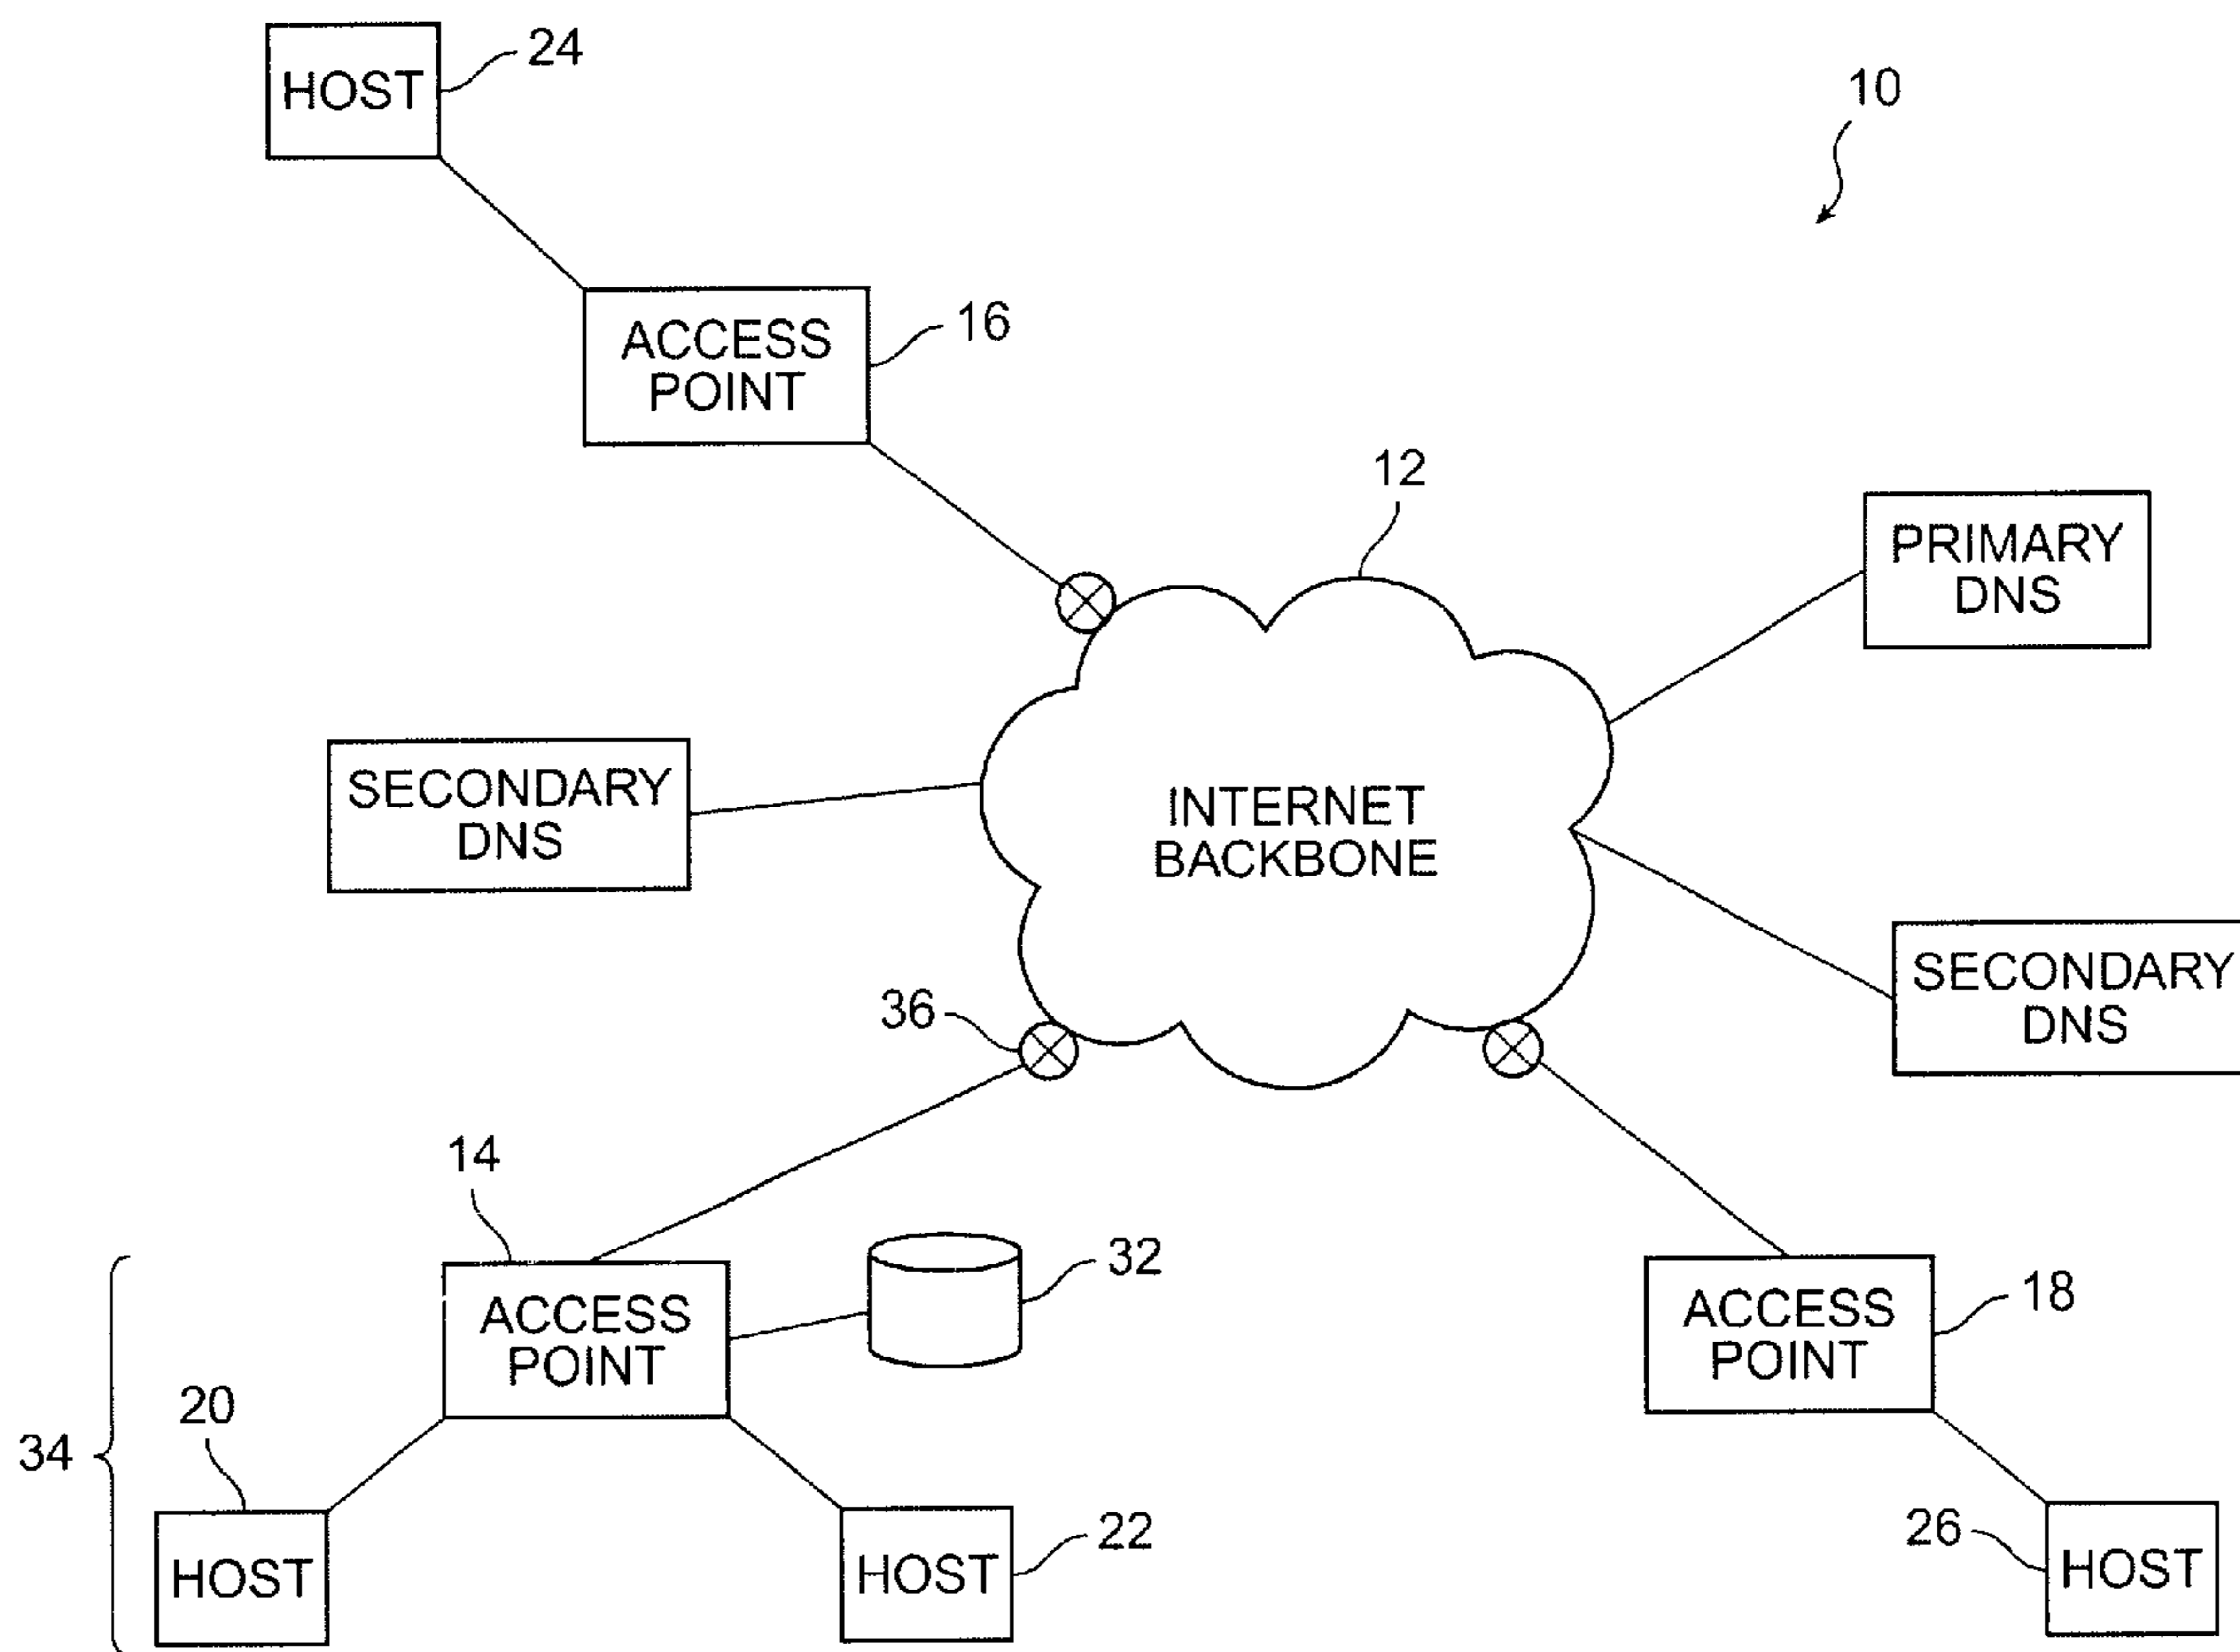 HOST
24
10
ACCESS
POINT
16
12
PRIMARY
DNS
SECONDARY
DNS
INTERNET
BACKBONE
SECONDARY
DNS
36
14
32
ACCESS
POINT
ACCESS
POINT
18
20
34
HOST
HOST
22
26
HOST